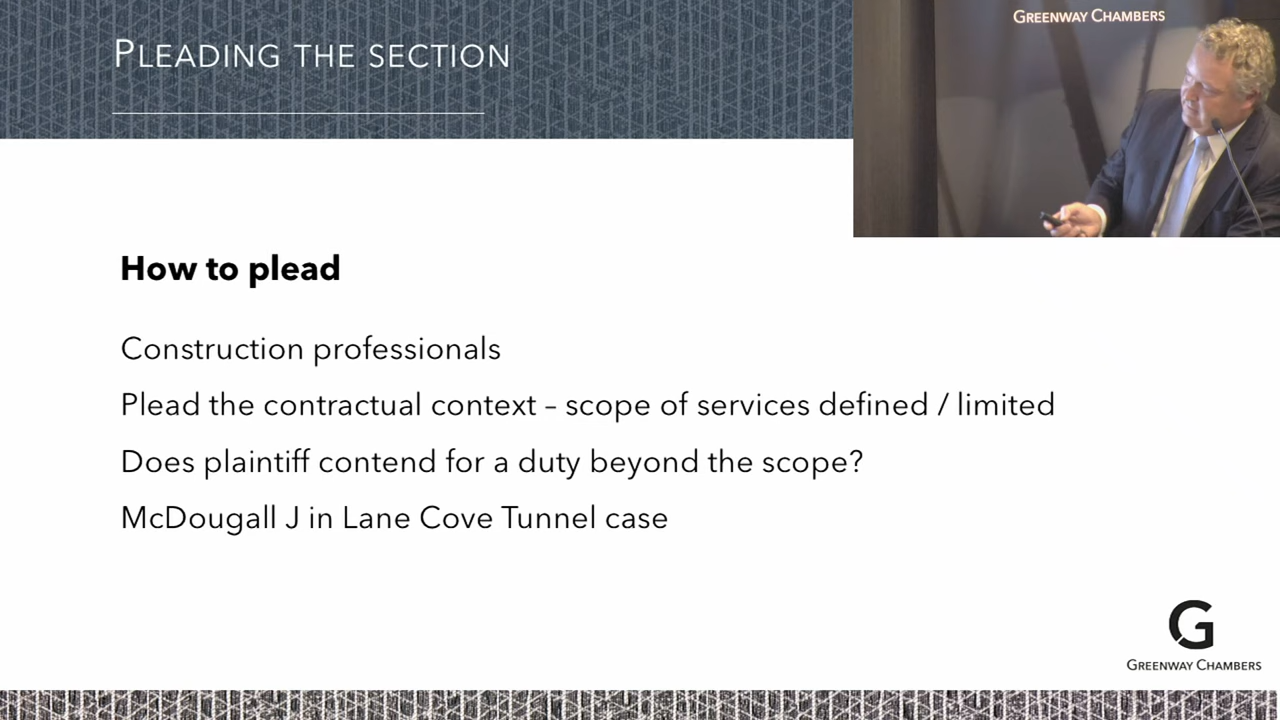 PLEADING THE SECTION
GREENWAY CHAMBERS
How to plead
Construction professionals
Plead the contractual context – scope of services defined / limited
Does plaintiff contend for a duty beyond the scope?
McDougall J in Lane Cove Tunnel case
G
GREENWAY CHAMBERS